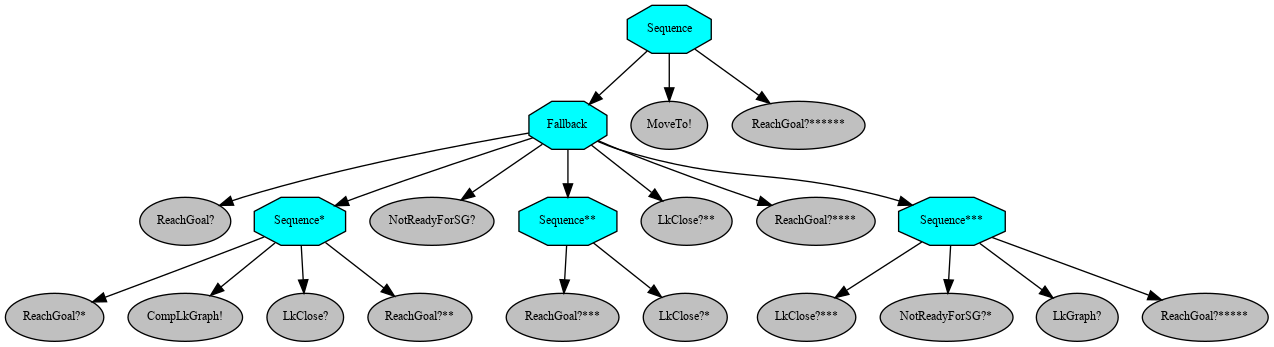 Sequence
Fallback
MoveTo!
ReachGoal?******
ReachGoal?
Sequence*
NotReadyForSG?
Sequence**
LkClose?**
ReachGoal?****
Sequence***
ReachGoal?*
CompLkGraph!
LkClose?
ReachGoal?**
ReachGoal?***
LkClose?*
LkClose?***
NotReadyForSG?*
LkGraph?
ReachGoal?*****